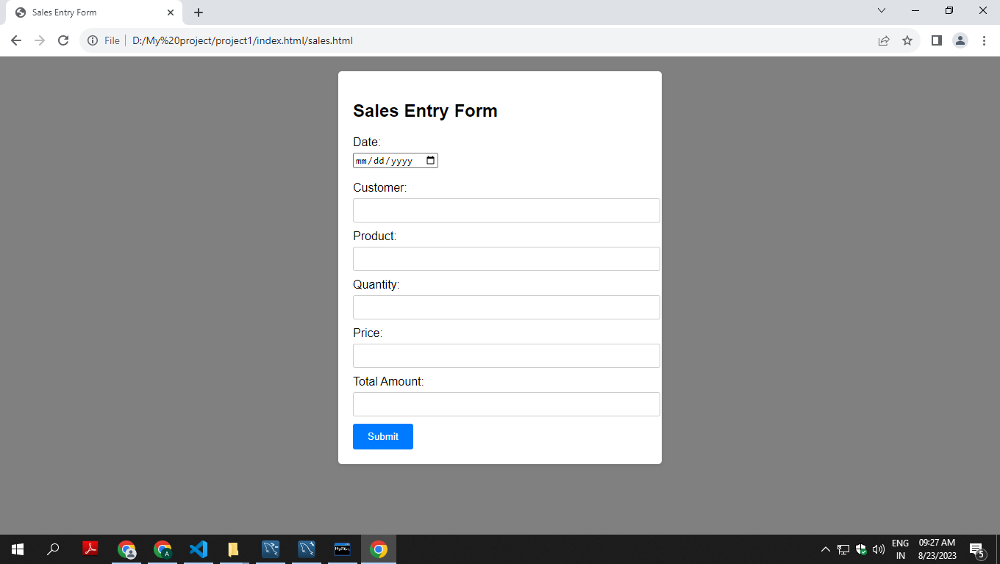 Sales Entry Form
File
D:/My%20project/project1/index.html/sales.html
Sales Entry Form
Date:
mm/dd/yyyy
Customer:
Product:
Quantity:
Price:
Total Amount:
Submit
A
MySQL
ENG
IN
09:27 AM
8/23/2023
5